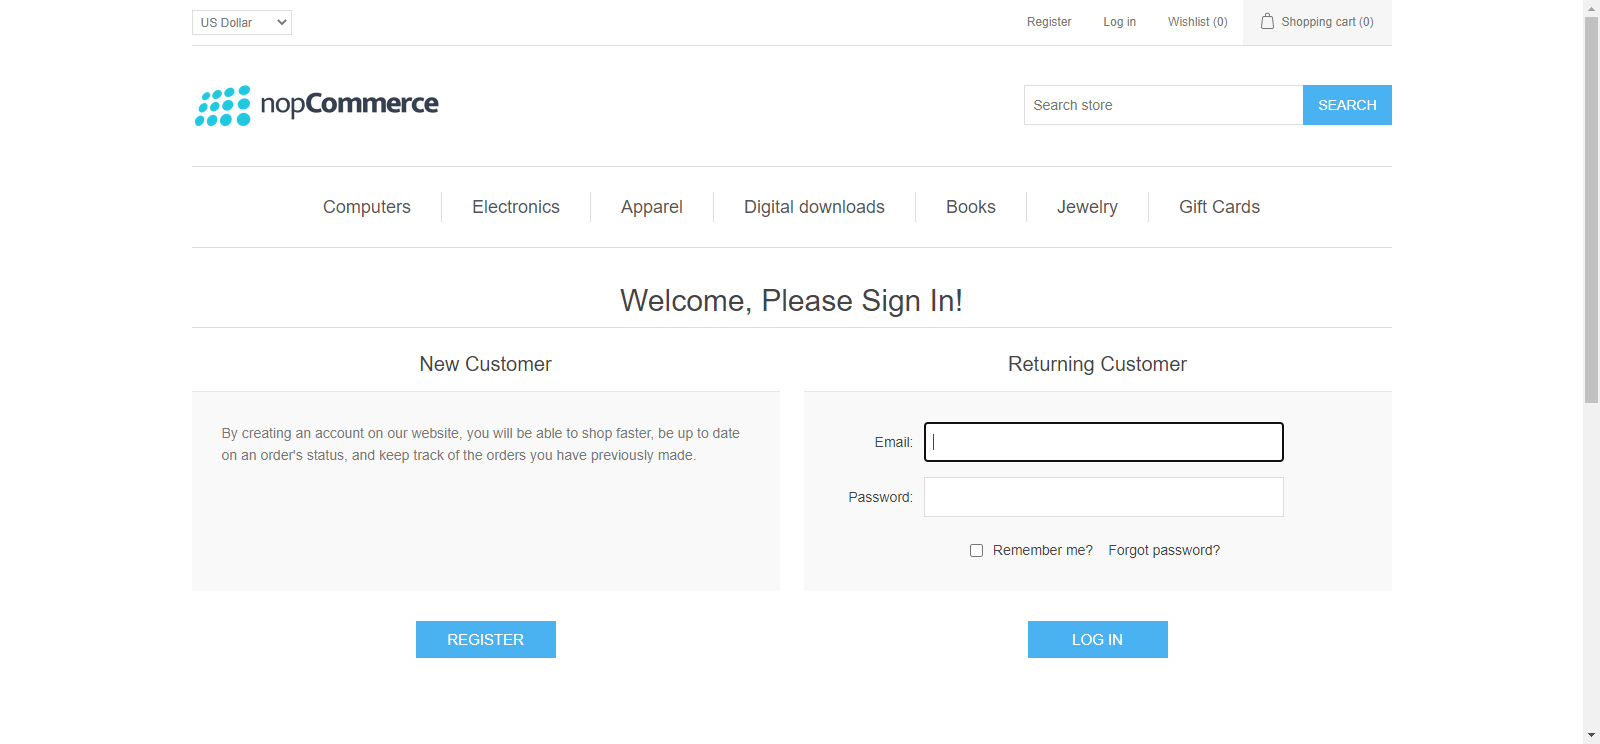 US Dollar
Register
Log in
Wishlist (0)
Shopping cart (0)
nopCommerce
Search store
SEARCH
Computers
Electronics
Apparel
Digital downloads
Books
Jewelry
Gift Cards
Welcome, Please Sign In!
New Customer
By creating an account on our website, you will be able to shop faster, be up to date
on an order's status, and keep track of the orders you have previously made.
REGISTER
Returning Customer
Email:
Password:
Remember me?
Forgot password?
LOG IN